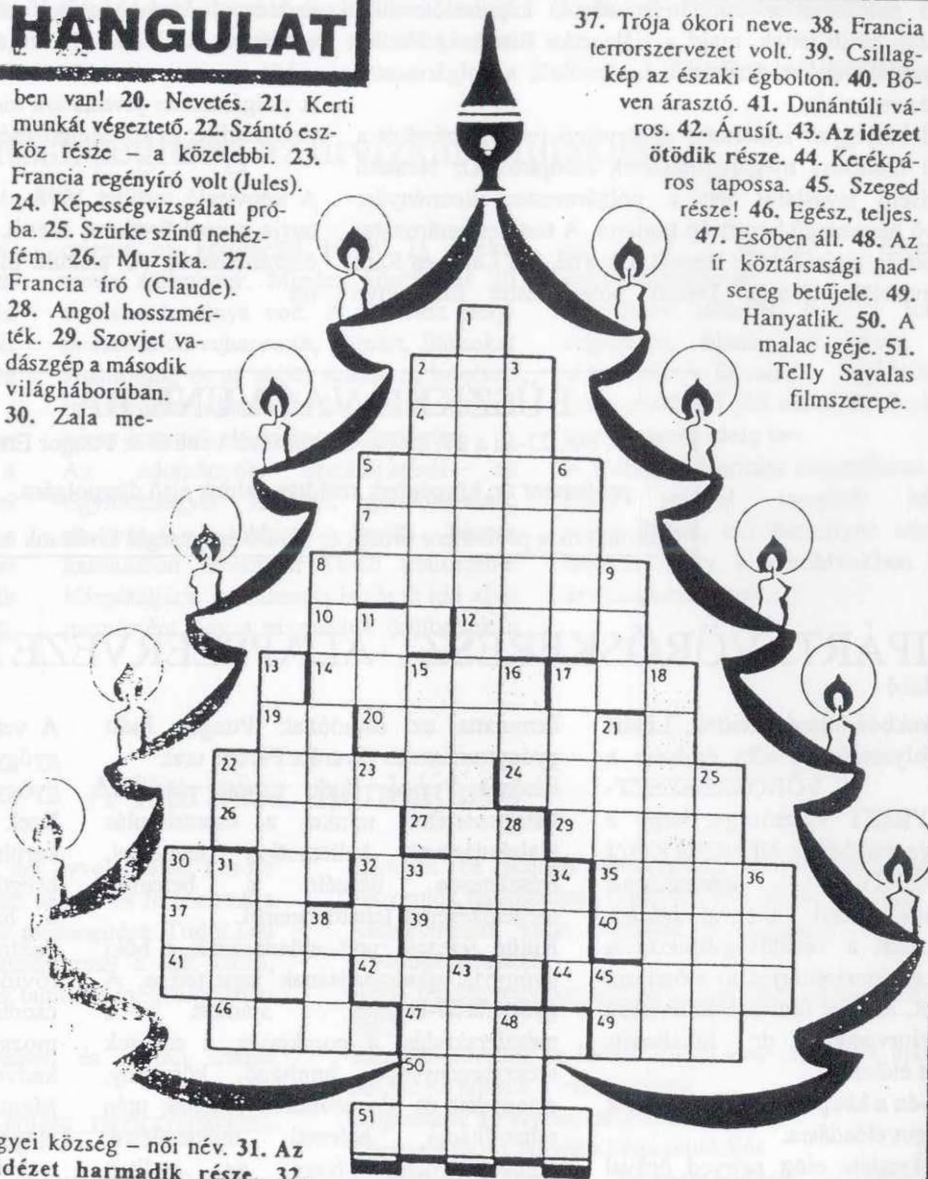 HANGULAT
ben van! 20. Nevetés. 21. Kerti
munkát végeztető. 22. Szántó esz-
köz része – a közelebbi. 23.
Francia regényíró volt (Jules).
24. Képességvizsgálati pró-
ba. 25. Szürke színű nehéz-
fém. 26. Muzsika. 27.
Francia író (Claude).
28. Angol hosszmér-
ték. 29. Szovjet va-
dászgép a második
világháborúban.
30. Zala me-
37. Trója ókori neve. 38. Francia
terrorszervezet volt. 39 Csillag-
kép az északi égbolton. 40. Bő-
ven árasztó. 41. Dunántúli vá-
ros. 42. Árusít. 43. Az idézet
ötödik része. 44. Kerékpá-
ros tapossa. 45. Szeged
része! 46. Egész, teljes.
47. Esőben áll. 48. Az
ír köztársasági had-
sereg betűjele. 49.
Hanyatlik. 50. A
malac igéje. 51.
Telly Savalas
filmszerepe.
1
2 3
4
5 6
7
8 9
10 11 12
13 14 15 16 17 18
19 20 21
22 23 24 25
26 27 28 29
30 31 32 33 34 35 36
37 38 39 40
41 42 43 44 45
46 47 48 49
50
51
gyei község – női név. 31. Az
idézet harmadik része. 32